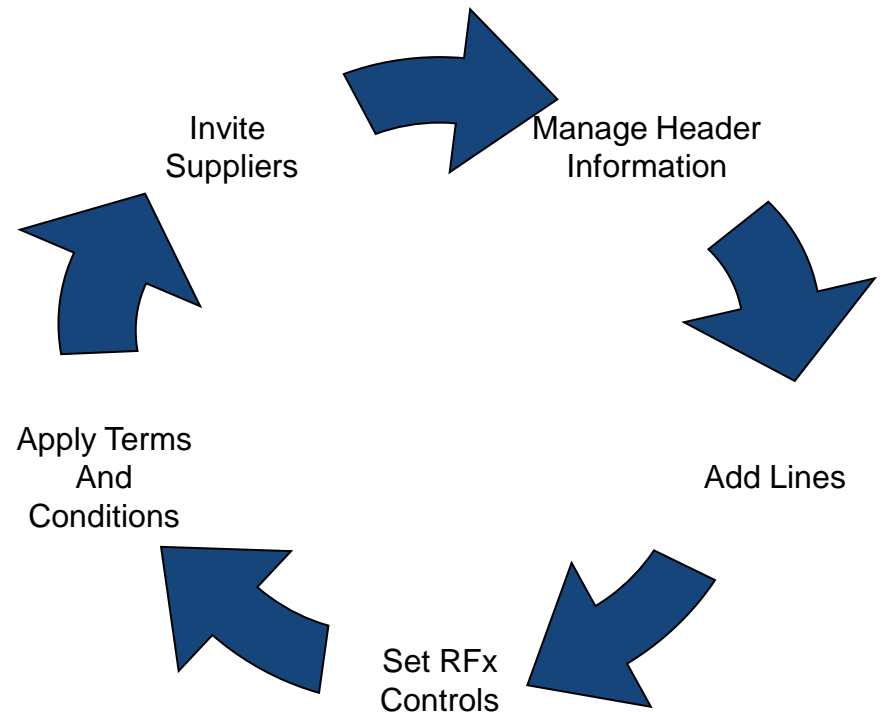 Invite
Suppliers
Manage Header
Information
Add Lines
Set RFx
Controls
Apply Terms
And
Conditions